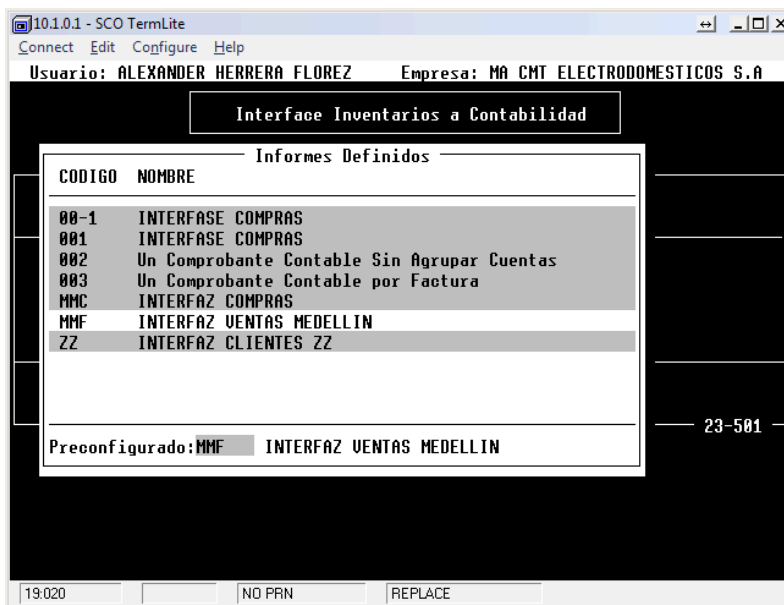 10.1.0.1 - SCO TermLite
Connect Edit Configure Help
Usuario: ALEXANDER HERRERA FLOREZ Empresa: MA CMT ELECTRODOMESTICOS S.A
Interface Inventarios a Contabilidad
Informes Definidos
CODIGO NOMBRE
00-1 INTERFASE COMPRAS
001 INTERFASE COMPRAS
002 Un Comprobante Contable Sin Agrupar Cuentas
003 Un Comprobante Contable por Factura
MMC INTERFAZ COMPRAS
MMF INTERFAZ VENTAS MEDELLIN
ZZ INTERFAZ CLIENTES ZZ
23-501
Preconfigurado:MMF INTERFAZ VENTAS MEDELLIN
19:020 NO PRN REPLACE